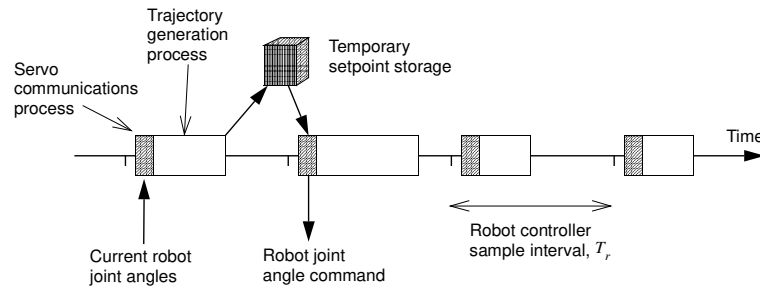 Trajectory
generation
process
Temporary
setpoint storage
Servo
communications
process
Time
Current robot
joint angles
Robot joint
angle command
Robot controller
sample interval, T_r